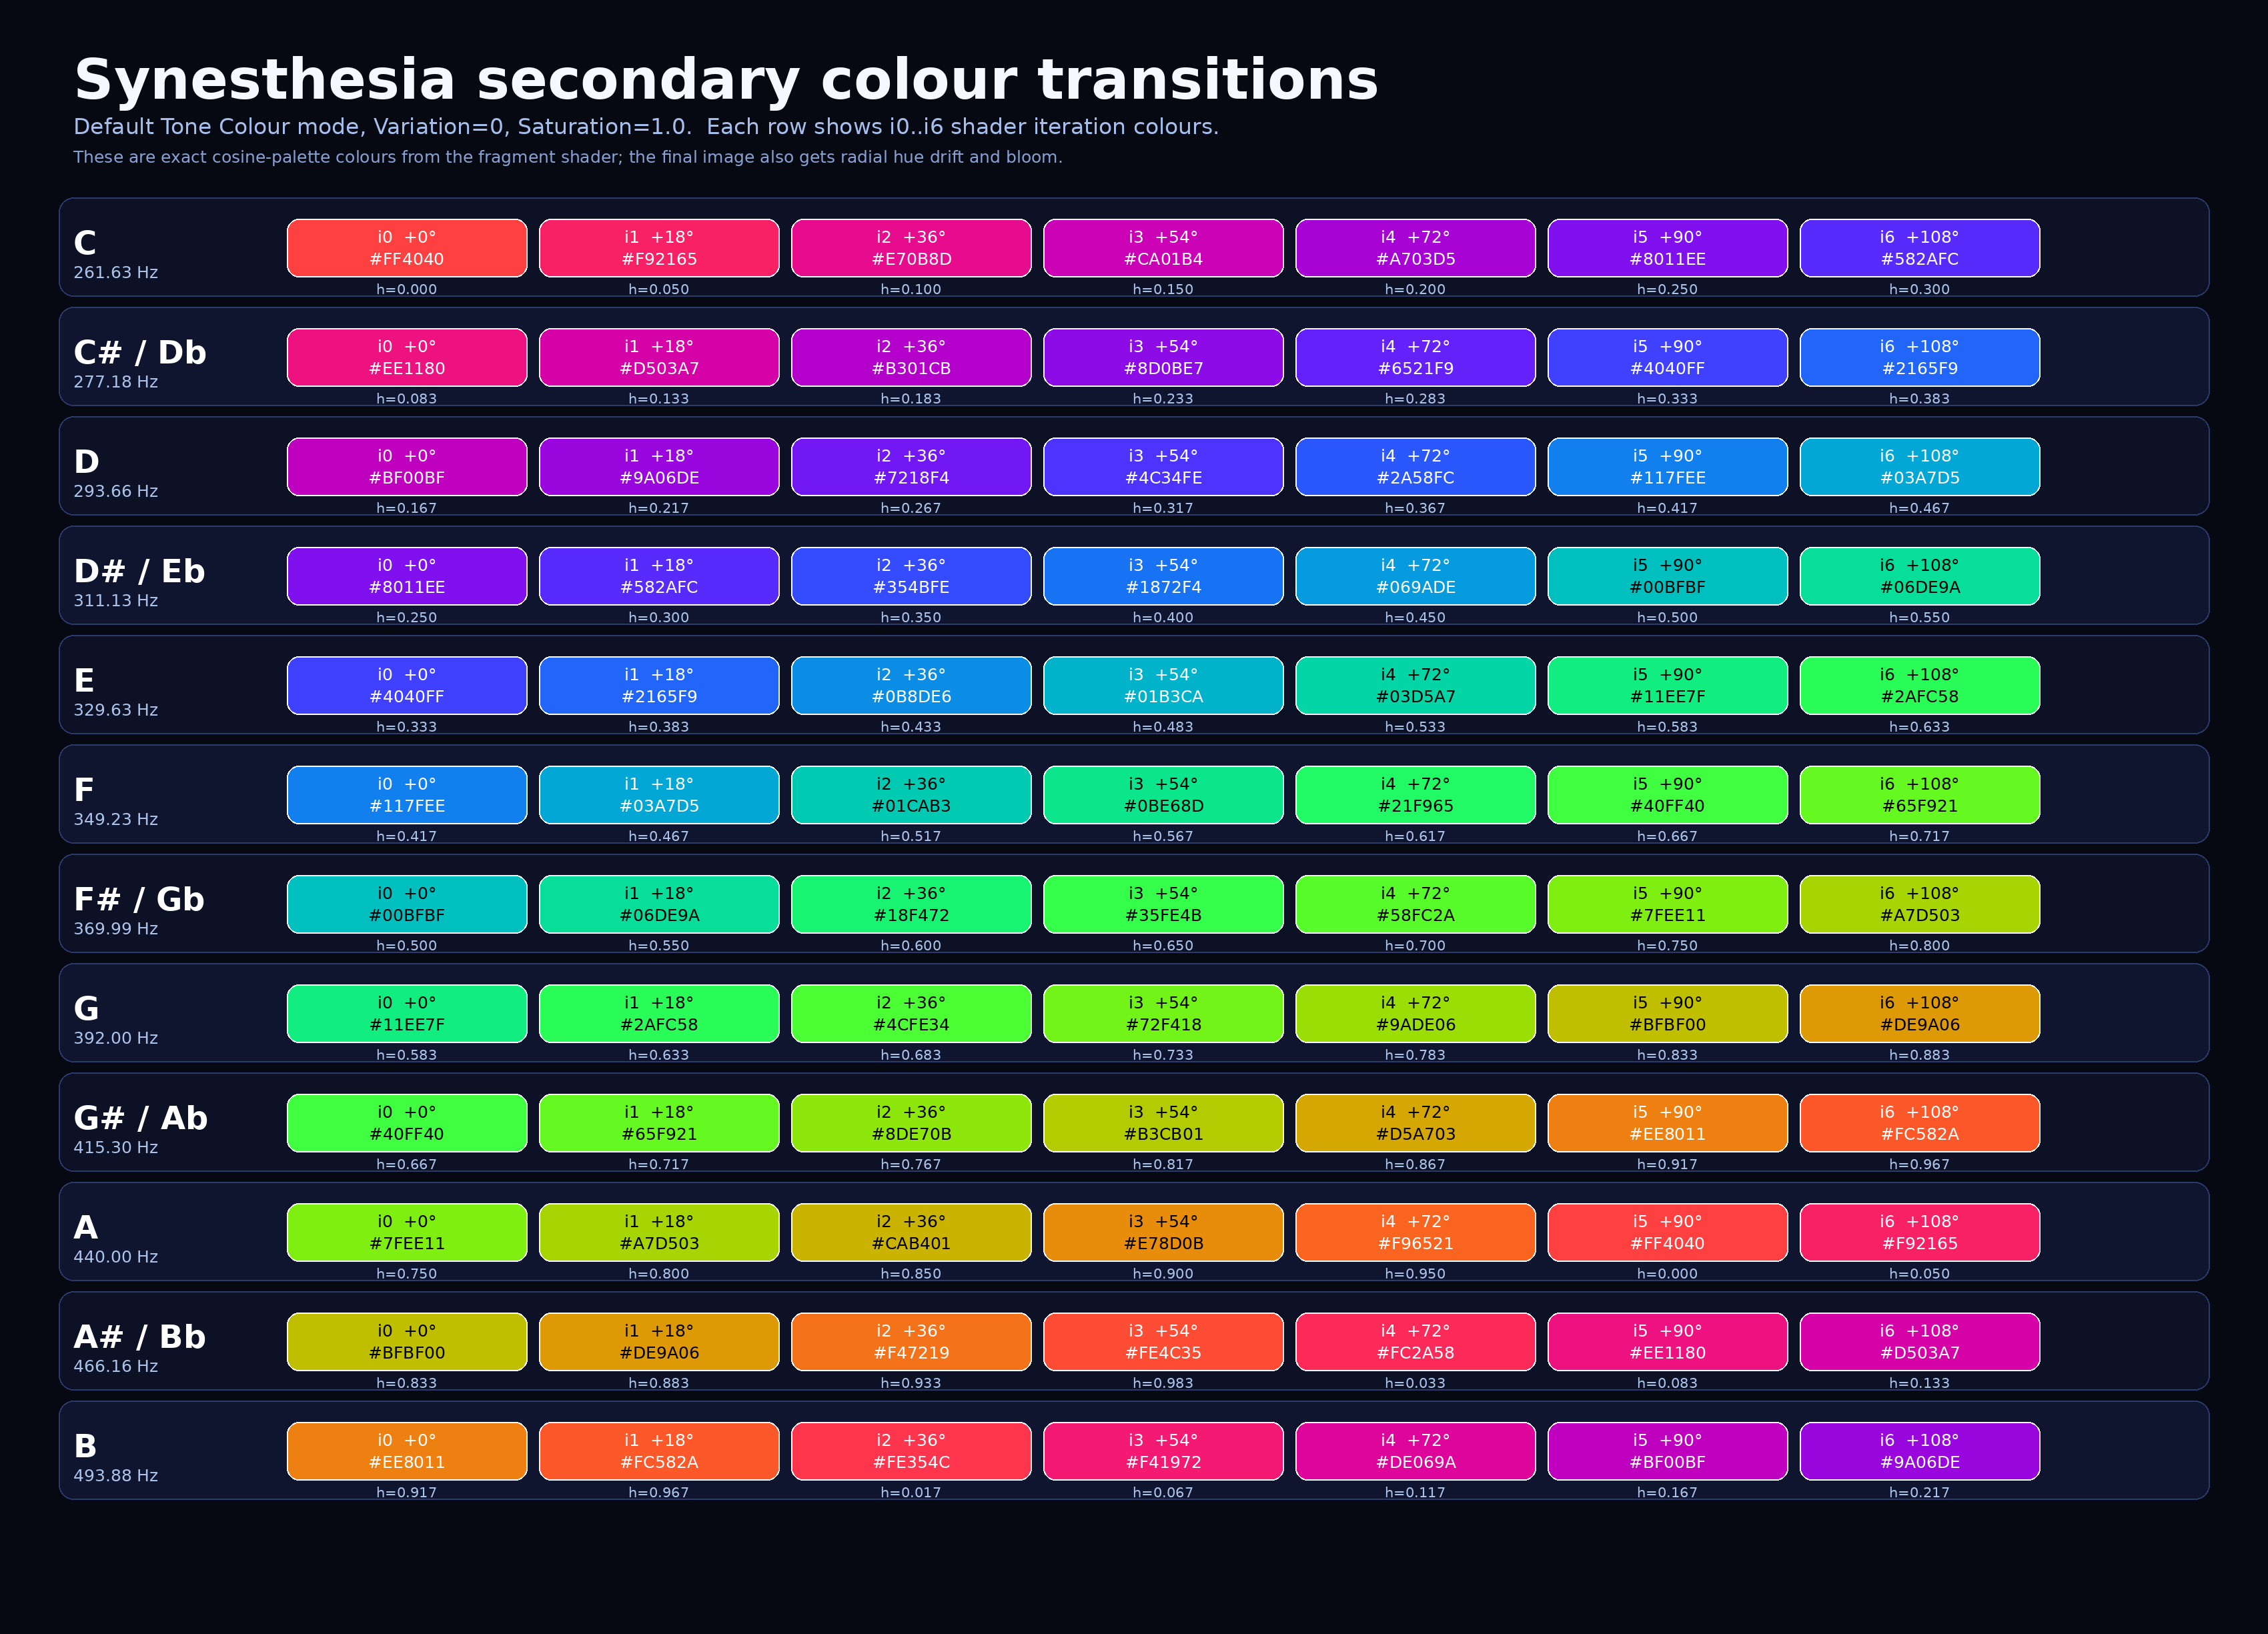 Synesthesia secondary colour transitions
Default Tone Colour mode, Variation=0, Saturation=1.0.  Each row shows i0..i6 shader iteration colours.
These are exact cosine-palette colours from the fragment shader; the final image also gets radial hue drift and bloom.
C
261.63 Hz
i0 +0° i1 +18° i2 +36° i3 +54° i4 +72° i5 +90° i6 +108°
#FF4040 #F92165 #E70B8D #CA01B4 #A703D5 #8011EE #582AFC
h=0.000 h=0.050 h=0.100 h=0.150 h=0.200 h=0.250 h=0.300
C# / Db
277.18 Hz
i0 +0° i1 +18° i2 +36° i3 +54° i4 +72° i5 +90° i6 +108°
#EE1180 #D503A7 #B301CB #8D0BE7 #6521F9 #4040FF #2165F9
h=0.083 h=0.133 h=0.183 h=0.233 h=0.283 h=0.333 h=0.383
D
293.66 Hz
i0 +0° i1 +18° i2 +36° i3 +54° i4 +72° i5 +90° i6 +108°
#BF00BF #9A06DE #7218F4 #4C34FE #2A58FC #117FEE #03A7D5
h=0.167 h=0.217 h=0.267 h=0.317 h=0.367 h=0.417 h=0.467
D# / Eb
311.13 Hz
i0 +0° i1 +18° i2 +36° i3 +54° i4 +72° i5 +90° i6 +108°
#8011EE #582AFC #354BFE #1872F4 #069ADE #00BFBF #06DE9A
h=0.250 h=0.300 h=0.350 h=0.400 h=0.450 h=0.500 h=0.550
E
329.63 Hz
i0 +0° i1 +18° i2 +36° i3 +54° i4 +72° i5 +90° i6 +108°
#4040FF #2165F9 #0B8DE6 #01B3CA #03D5A7 #11EE7F #2AFC58
h=0.333 h=0.383 h=0.433 h=0.483 h=0.533 h=0.583 h=0.633
F
349.23 Hz
i0 +0° i1 +18° i2 +36° i3 +54° i4 +72° i5 +90° i6 +108°
#117FEE #03A7D5 #01CAB3 #0BE68D #21F965 #40FF40 #65F921
h=0.417 h=0.467 h=0.517 h=0.567 h=0.617 h=0.667 h=0.717
F# / Gb
369.99 Hz
i0 +0° i1 +18° i2 +36° i3 +54° i4 +72° i5 +90° i6 +108°
#00BFBF #06DE9A #18F472 #35FE4B #58FC2A #7FEE11 #A7D503
h=0.500 h=0.550 h=0.600 h=0.650 h=0.700 h=0.750 h=0.800
G
392.00 Hz
i0 +0° i1 +18° i2 +36° i3 +54° i4 +72° i5 +90° i6 +108°
#11EE7F #2AFC58 #4CFE34 #72F418 #9ADE06 #BFBF00 #DE9A06
h=0.583 h=0.633 h=0.683 h=0.733 h=0.783 h=0.833 h=0.883
G# / Ab
415.30 Hz
i0 +0° i1 +18° i2 +36° i3 +54° i4 +72° i5 +90° i6 +108°
#40FF40 #65F921 #8DE70B #B3CB01 #D5A703 #EE8011 #FC582A
h=0.667 h=0.717 h=0.767 h=0.817 h=0.867 h=0.917 h=0.967
A
440.00 Hz
i0 +0° i1 +18° i2 +36° i3 +54° i4 +72° i5 +90° i6 +108°
#7FEE11 #A7D503 #CAB401 #E78D0B #F96521 #FF4040 #F92165
h=0.750 h=0.800 h=0.850 h=0.900 h=0.950 h=0.000 h=0.050
A# / Bb
466.16 Hz
i0 +0° i1 +18° i2 +36° i3 +54° i4 +72° i5 +90° i6 +108°
#BFBF00 #DE9A06 #F47219 #FE4C35 #FC2A58 #EE1180 #D503A7
h=0.833 h=0.883 h=0.933 h=0.983 h=0.033 h=0.083 h=0.133
B
493.88 Hz
i0 +0° i1 +18° i2 +36° i3 +54° i4 +72° i5 +90° i6 +108°
#EE8011 #FC582A #FE354C #F41972 #DE069A #BF00BF #9A06DE
h=0.917 h=0.967 h=0.017 h=0.067 h=0.117 h=0.167 h=0.217